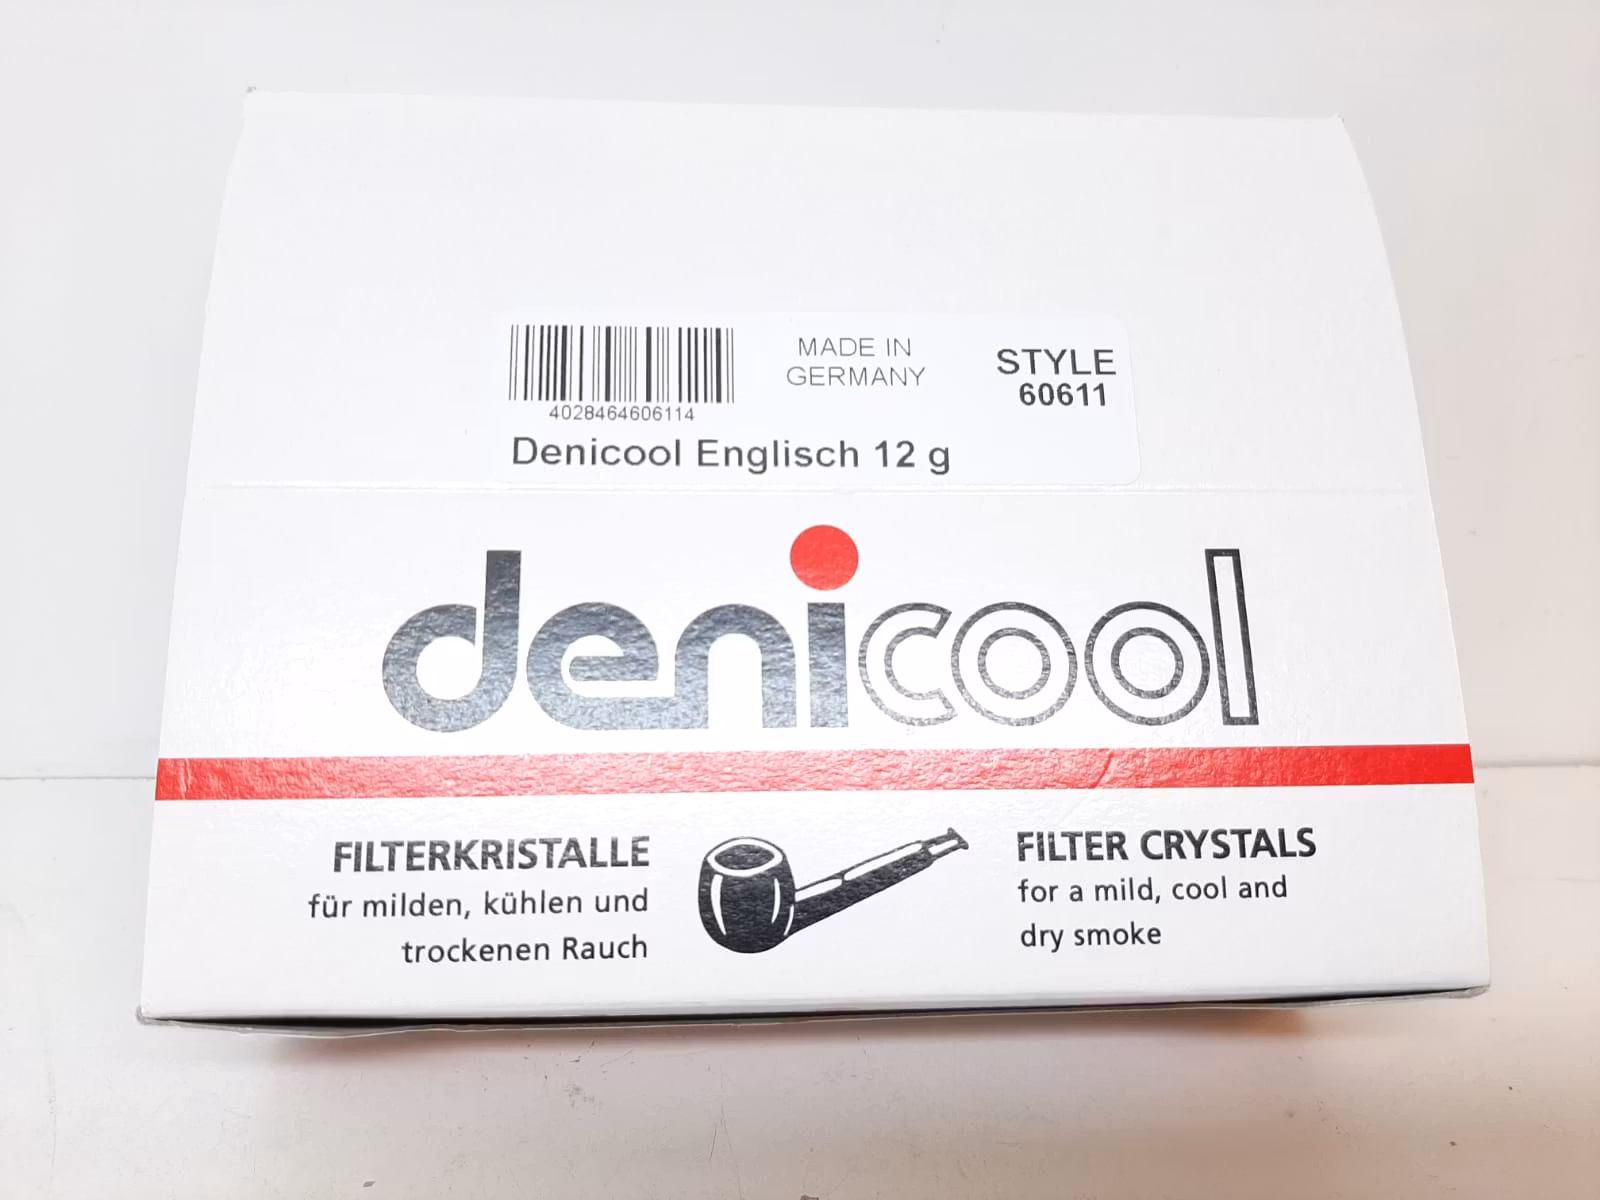 MADE IN
GERMANY
STYLE
60611
4028464606114
Denicool Englisch 12 g
denicool
FILTERKRISTALLE
für milden, kühlen und
trockenen Rauch
FILTER CRYSTALS
for a mild, cool and
dry smoke